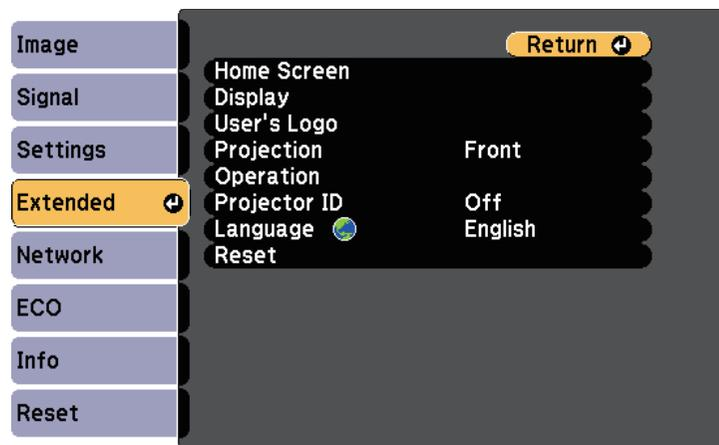 Image
Signal
Settings
Extended
Network
ECO
Info
Reset
Return
Home Screen
Display
User's Logo
Projection Front
Operation
Projector ID Off
Language English
Reset